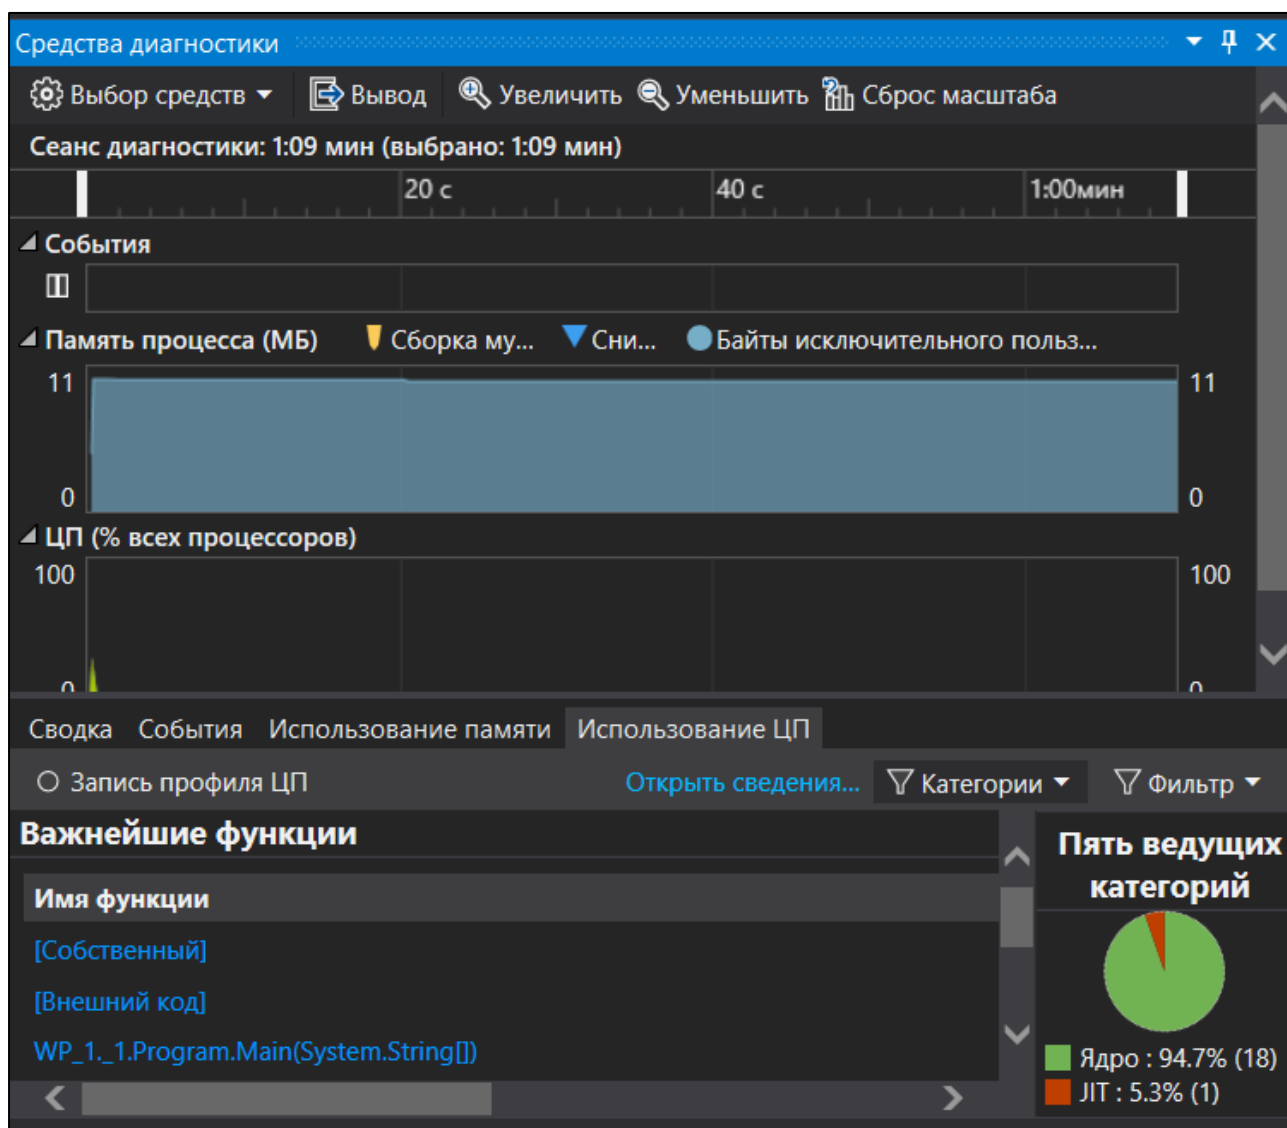 Средства диагностики
Выбор средств Вывод Увеличить Уменьшить Сброс масштаба
Сеанс диагностики: 1:09 мин (выбрано: 1:09 мин)
20 с 40 с 1:00мин
События
Память процесса (МБ) Сборка му... Сни... Байты исключительного польз...
11 11
0 0
ЦП (% всех процессоров)
100 100
0 0
Сводка События Использование памяти Использование ЦП
Запись профиля ЦП Открыть сведения... Категории Фильтр
Важнейшие функции
Имя функции
[Собственный]
[Внешний код]
WP_1._1.Program.Main(System.String[])
Пять ведущих
категорий
Ядро : 94.7% (18)
JIT : 5.3% (1)